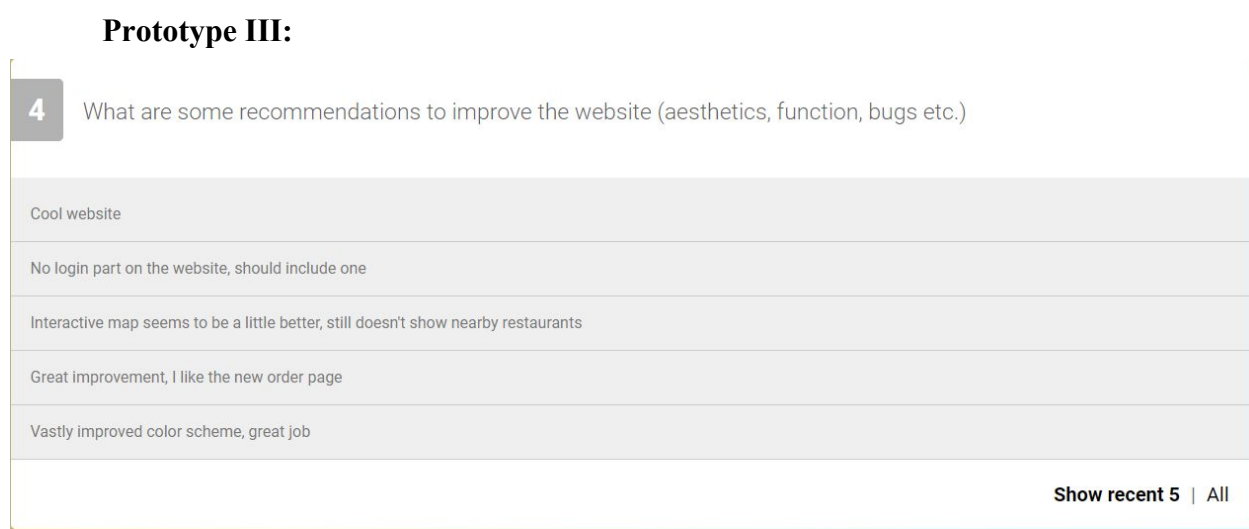 Prototype III:
4
What are some recommendations to improve the website (aesthetics, function, bugs etc.)
Cool website
No login part on the website, should include one
Interactive map seems to be a little better, still doesn't show nearby restaurants
Great improvement, I like the new order page
Vastly improved color scheme, great job
Show recent 5 | All